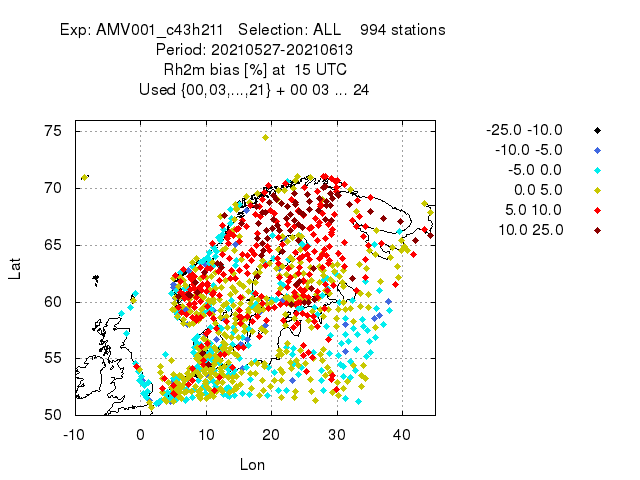 Exp: AMV001_c43h211   Selection: ALL    994 stations
Period: 20210527-20210613
Rh2m bias [%] at  15 UTC
Used {00,03,...,21} + 00 03 ... 24
75
70
65
60
55
50
-10 0 10 20 30 40
Lat
Lon
-25.0 -10.0
-10.0 -5.0
-5.0 0.0
0.0 5.0
5.0 10.0
10.0 25.0